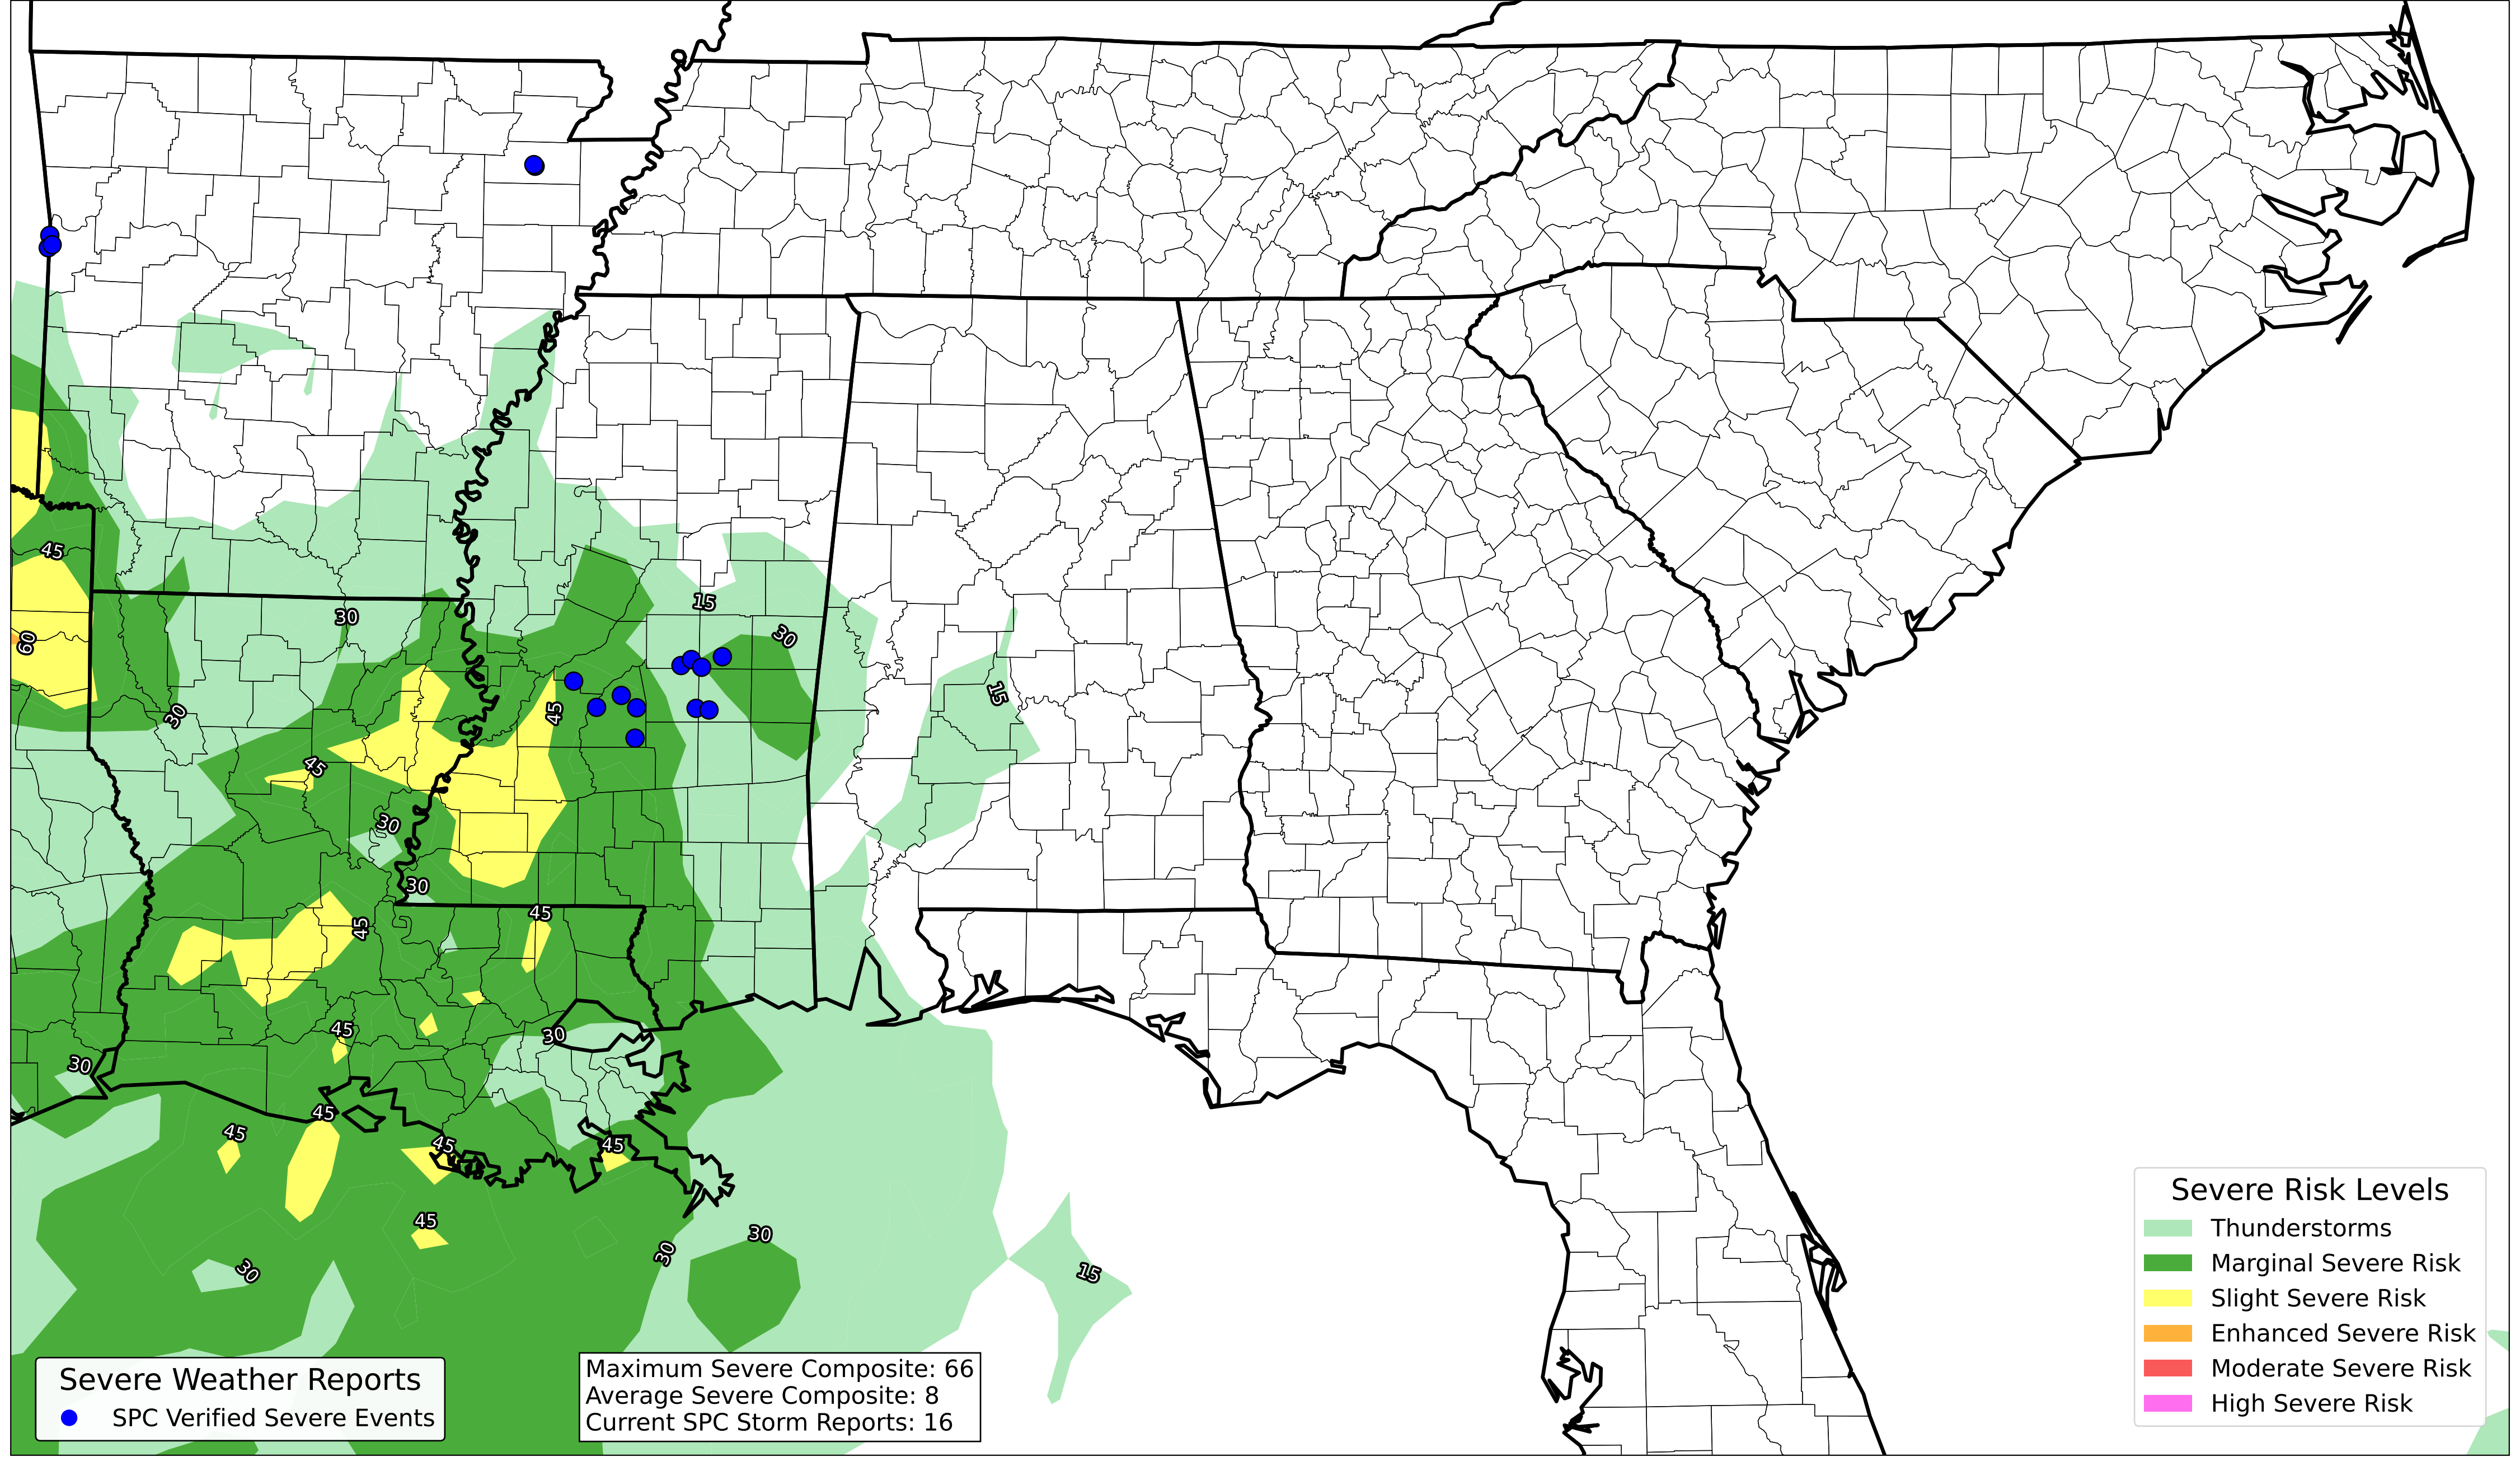 45
60
30
15
30
30
45
15
45
30
30
45
45
45
30
30
45
45
45
45
45
30
30
30
15
Severe Weather Reports
SPC Verified Severe Events
Maximum Severe Composite: 66
Average Severe Composite: 8
Current SPC Storm Reports: 16
Severe Risk Levels
Thunderstorms
Marginal Severe Risk
Slight Severe Risk
Enhanced Severe Risk
Moderate Severe Risk
High Severe Risk